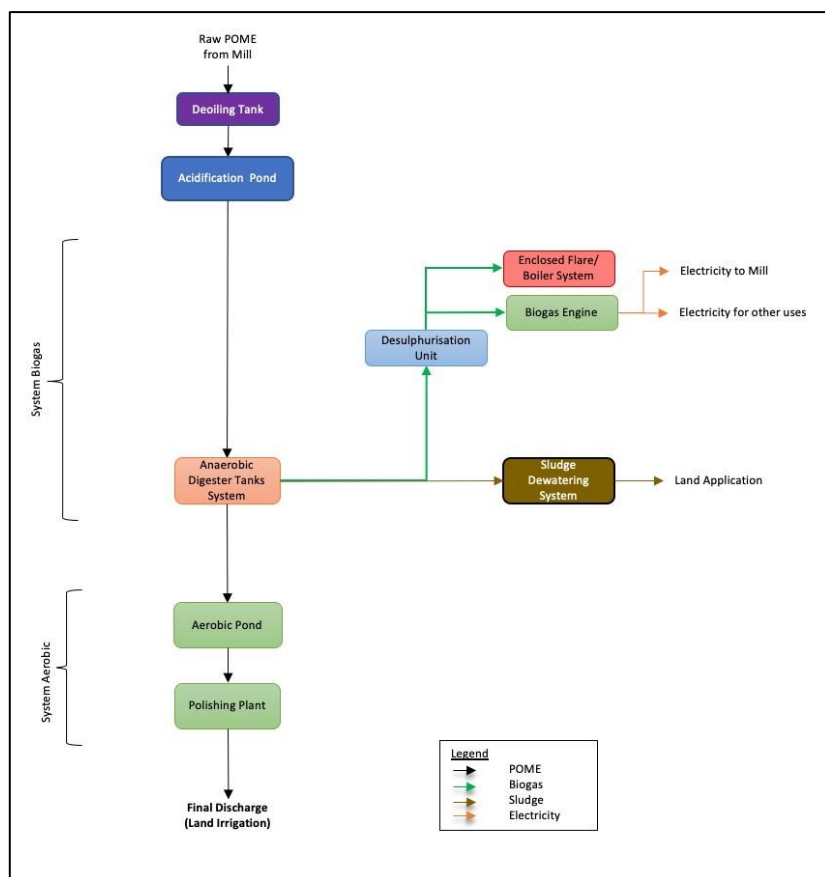 Raw POME
from Mill
Deoiling Tank
Acidification Pond
System Biogas
Enclosed Flare/
Boiler System
Electricity to Mill
Biogas Engine
Electricity for other uses
Desulphurisation
Unit
Anaerobic
Digester Tanks
System
Sludge
Dewatering
System
Land Application
System Aerobic
Aerobic Pond
Polishing Plant
Final Discharge
(Land Irrigation)
Legend
POME
Biogas
Sludge
Electricity